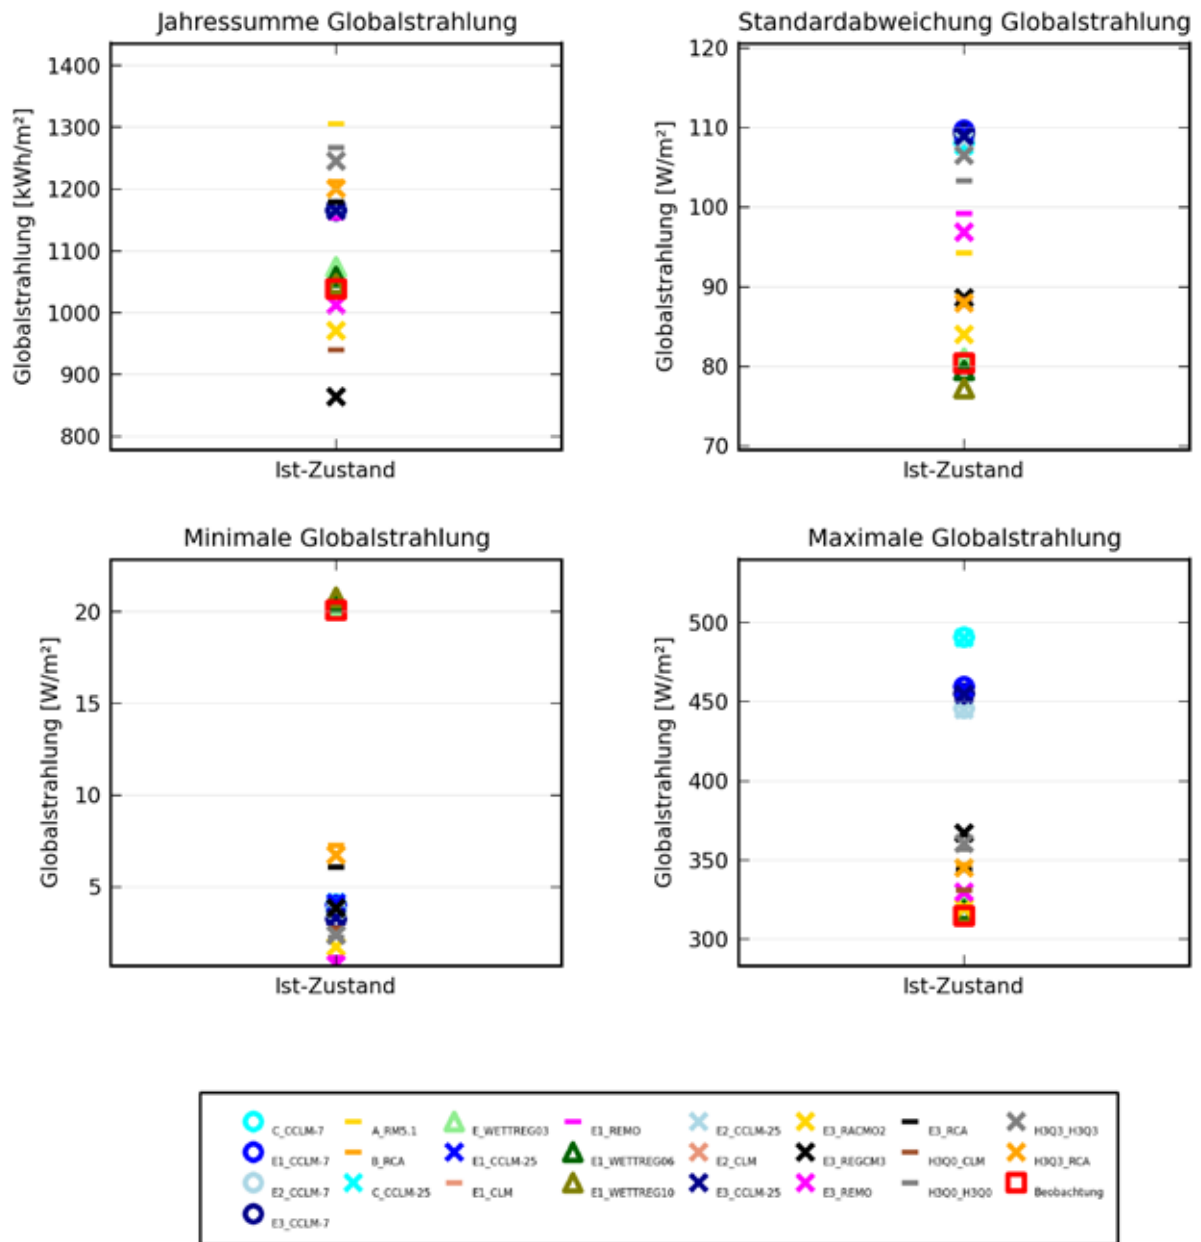 Jahressumme Globalstrahlung
Standardabweichung Globalstrahlung
Globalstrahlung [kWh/m²]
1400
1300
1200
1100
1000
900
800
Ist-Zustand
Globalstrahlung [W/m²]
120
110
100
90
80
70
Ist-Zustand
Minimale Globalstrahlung
Maximale Globalstrahlung
Globalstrahlung [W/m²]
20
15
10
5
Ist-Zustand
Globalstrahlung [W/m²]
500
450
400
350
300
Ist-Zustand
C_CCLM-7 A_RM5.1 E_WETTREG03 E1_REMO E2_CCLM-25 E3_RACMO2 E3_RCA H3Q3_H3Q3
E1_CCLM-7 B_RCA E1_CCLM-25 E1_WETTREG06 E2_CLM E3_REGCM3 H3Q0_CLM H3Q3_RCA
E2_CCLM-7 C_CCLM-25 E1_CLM E1_WETTREG10 E3_CCLM-25 E3_REMO H3Q0_H3Q0 Beobachtung
E3_CCLM-7